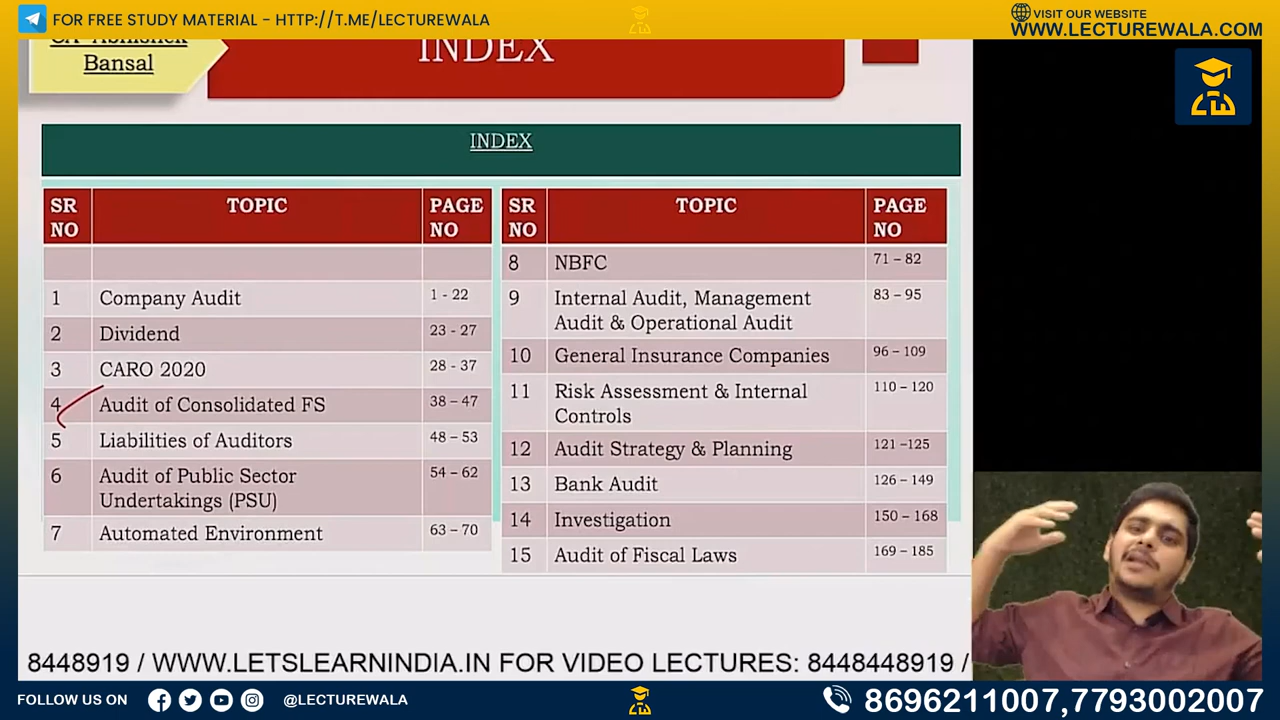 FOR FREE STUDY MATERIAL - HTTP://T.ME/LECTUREWALA
VISIT OUR WEBSITE
WWW.LECTUREWALA.COM
CA Abhishek
Bansal
INDEX
INDEX
SR NO TOPIC PAGE NO
1 Company Audit 1 - 22
2 Dividend 23 - 27
3 CARO 2020 28 - 37
4 Audit of Consolidated FS 38 – 47
5 Liabilities of Auditors 48 – 53
6 Audit of Public Sector 54 – 62
Undertakings (PSU)
7 Automated Environment 63 – 70
SR NO TOPIC PAGE NO
8 NBFC 71 – 82
9 Internal Audit, Management 83 – 95
Audit & Operational Audit
10 General Insurance Companies 96 – 109
11 Risk Assessment & Internal 110 – 120
Controls
12 Audit Strategy & Planning 121 –125
13 Bank Audit 126 – 149
14 Investigation 150 – 168
15 Audit of Fiscal Laws 169 – 185
8448919 / WWW.LETSLEARNINDIA.IN FOR VIDEO LECTURES: 8448448919 /
FOLLOW US ON @LECTUREWALA 8696211007,7793002007